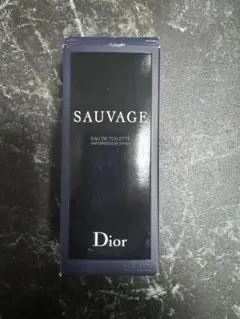 SAUVAGE
EAU DE TOILETTE
VAPORISATEUR SPRAY
Dior